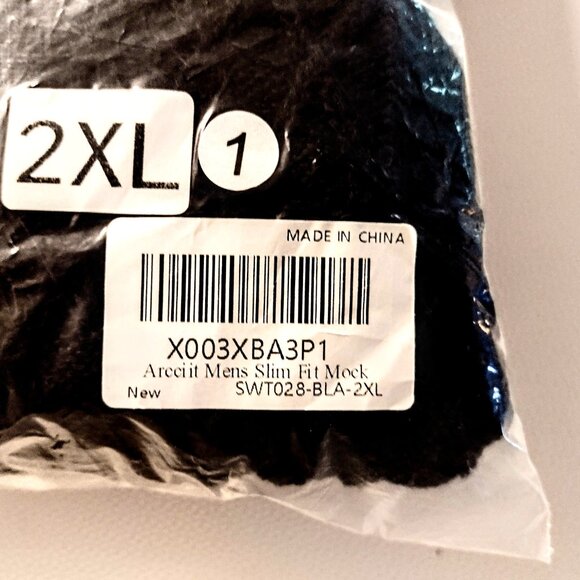 2XL
1
MADE IN CHINA
X003XBA3P1
Arcciit Mens Slim Fit Mock
New SWT028-BLA-2XL